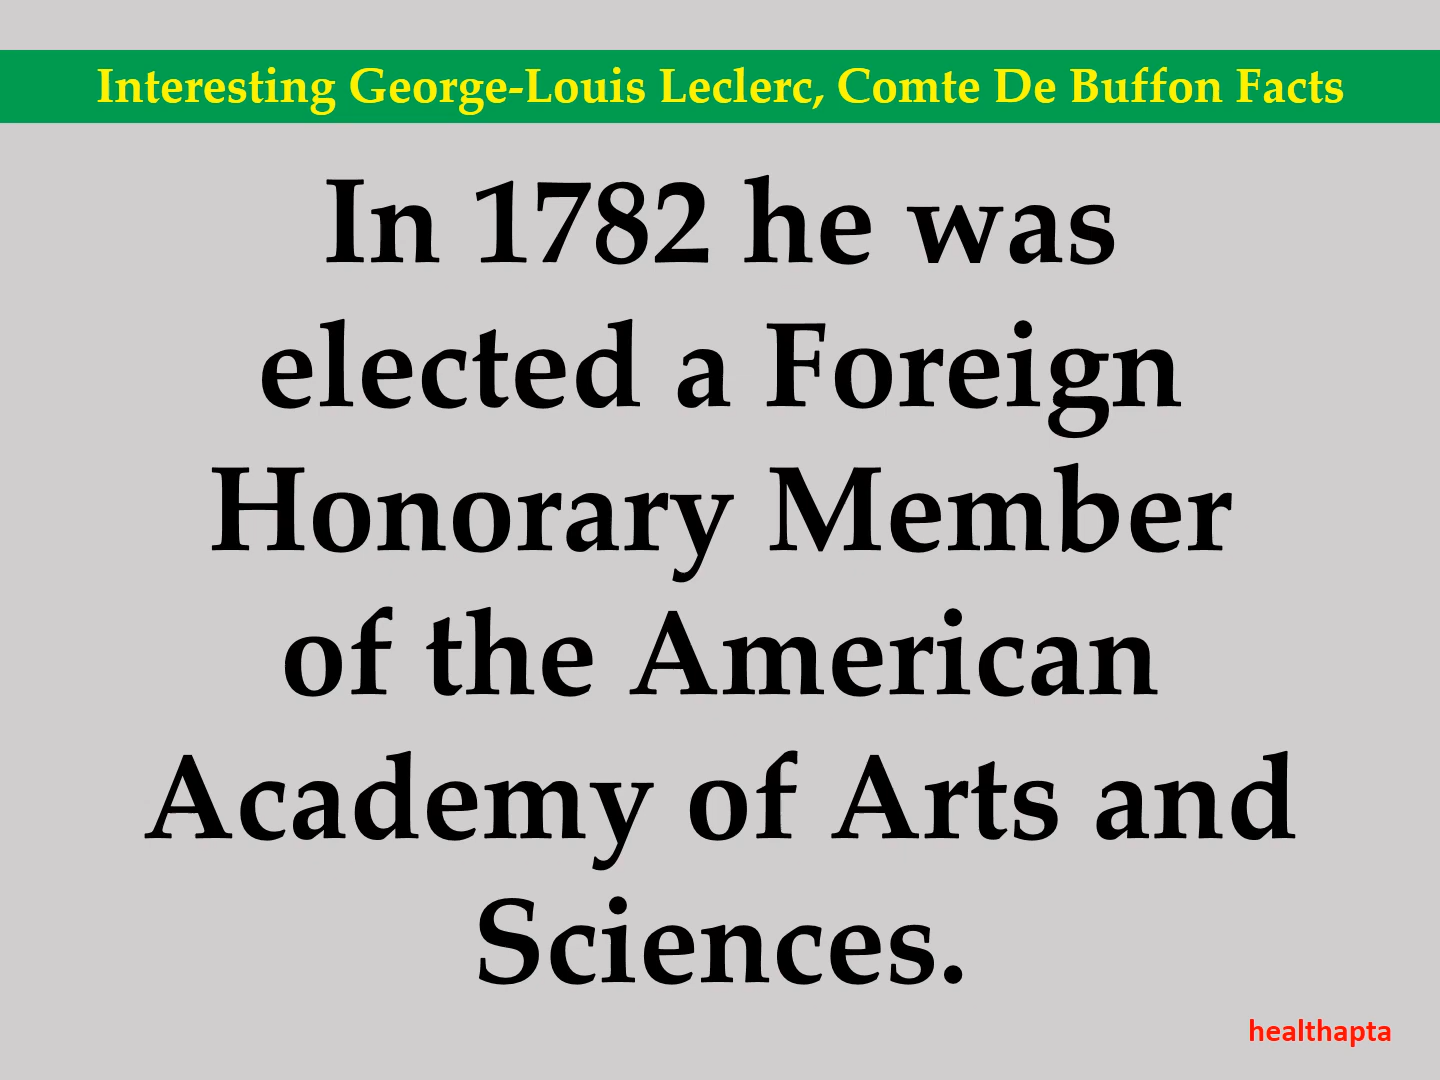 Interesting George-Louis Leclerc, Comte De Buffon Facts
In 1782 he was
elected a Foreign
Honorary Member
of the American
Academy of Arts and
Sciences.
healthapta